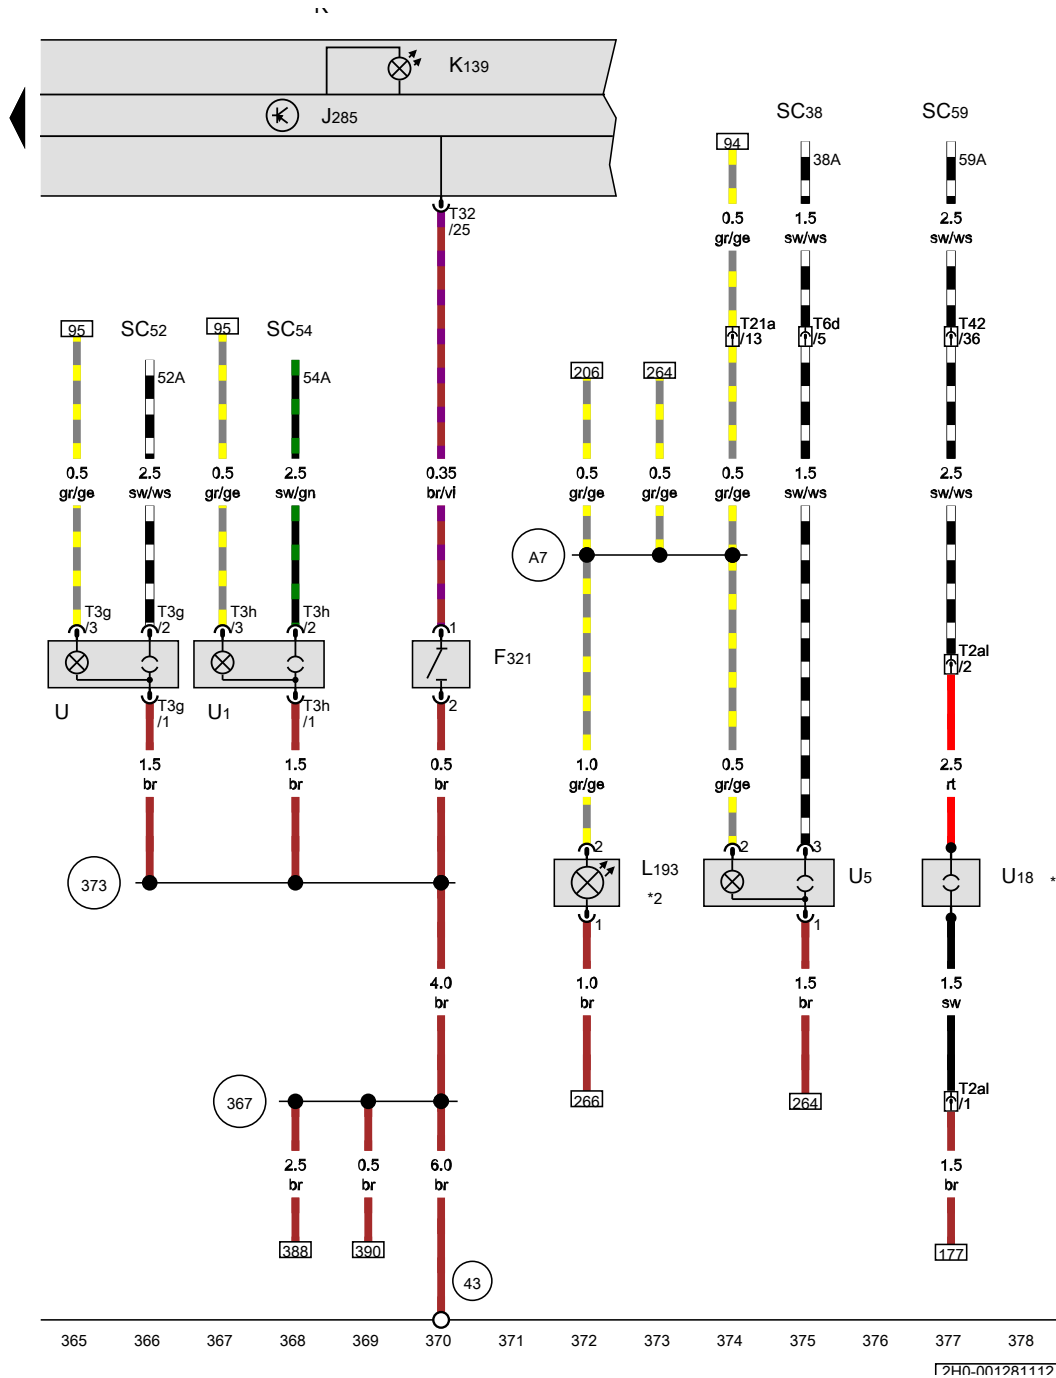 K139
J285
SC38
SC59
94
38A
59A
T32
/25
0.5
gr/ge
1.5
sw/ws
2.5
sw/ws
T21a
/13
T6d
/5
T42
/36
95
SC52
95
SC54
52A
54A
206
264
0.5
gr/ge
2.5
sw/ws
0.5
gr/ge
2.5
sw/gn
0.35
br/vi
0.5
gr/ge
0.5
gr/ge
0.5
gr/ge
1.5
sw/ws
2.5
sw/ws
A7
T3g
/3
T3g
/2
T3h
/3
T3h
/2
1
F321
T2al
/2
U
T3g
/1
U1
T3h
/1
2
1.5
br
1.5
br
0.5
br
1.0
gr/ge
0.5
gr/ge
2.5
rt
2
2
3
373
L193
*2
U5
U18
*
1
1
4.0
br
1.0
br
1.5
br
1.5
sw
367
266
264
T2al
/1
2.5
br
0.5
br
6.0
br
1.5
br
388
390
177
43
365 366 367 368 369 370 371 372 373 374 375 376 377 378
2H0-001281112